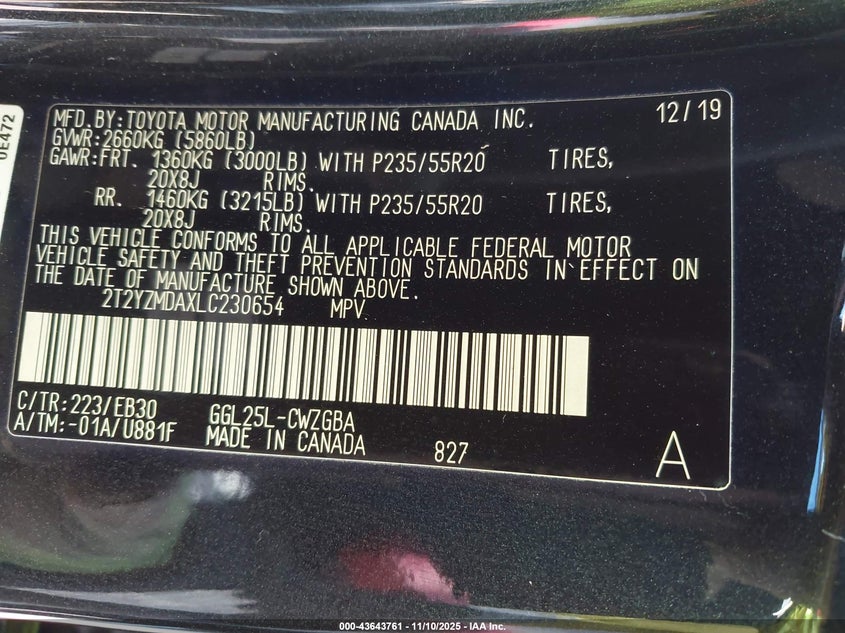 0E472
MFD.BY:TOYOTA MOTOR MANUFACTURING CANADA INC. 12/19
GVWR:2660KG (5860LB)
GAWR:FRT. 1360KG (3000LB) WITH P235/55R20 TIRES,
20X8J RIMS.
RR. 1460KG (3215LB) WITH P235/55R20 TIRES,
20X8J RIMS.
THIS VEHICLE CONFORMS TO ALL APPLICABLE FEDERAL MOTOR
VEHICLE SAFETY AND THEFT PREVENTION STANDARDS IN EFFECT ON
THE DATE OF MANUFACTURE SHOWN ABOVE.
2T2YZMDAXLC230654 MPV
C/TR:223/EB30 GGL25L-CWZGBA
A/TM:-01A/U881F MADE IN CANADA 827 A
000-43643761 — 11/10/2025 — IAA Inc.